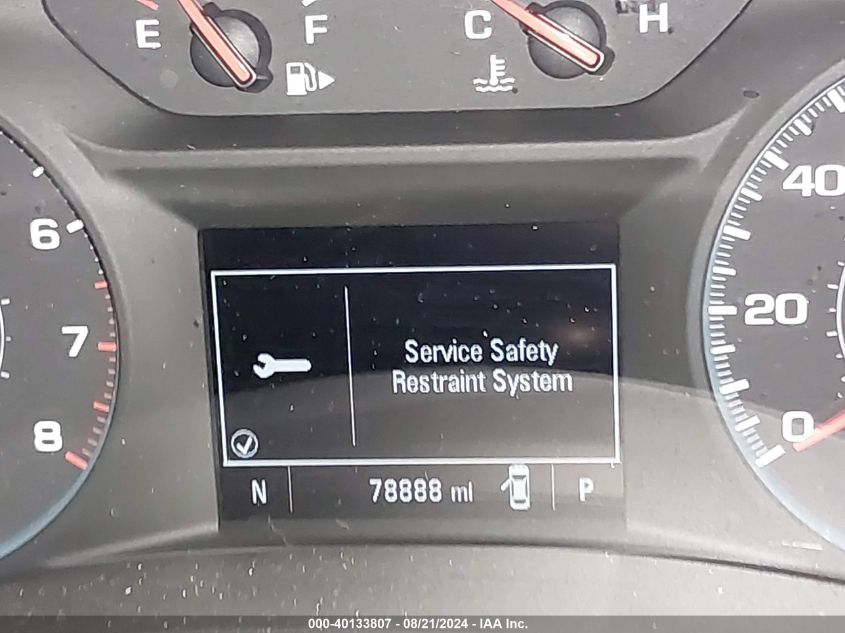 E F C H
6
7
8
40
20
0
Service Safety
Restraint System
N 78888 mi P
000-40133807 - 08/21/2024 - IAA Inc.